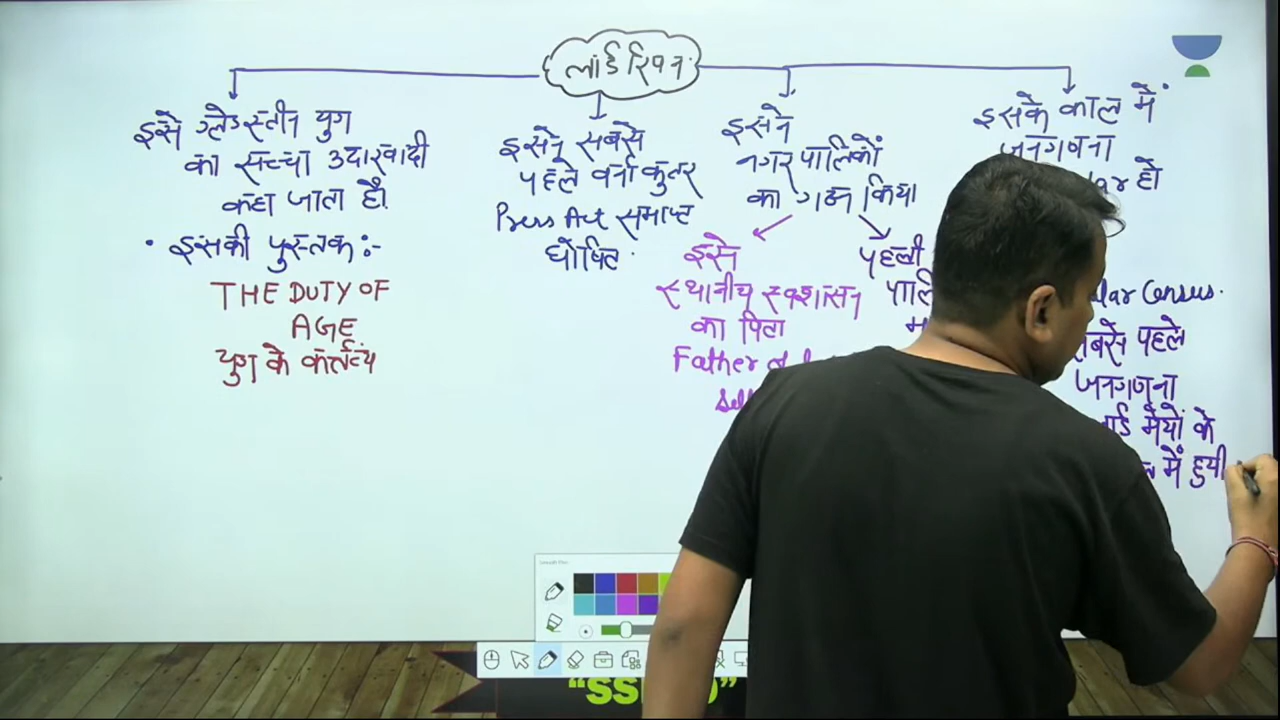 लार्ड रिपन
इसे ग्लेडस्तीन युग
का सच्चा उदारवादी
कहा जाता है।
• इसकी पुस्तक :-
THE DUTY OF
AGE.
युग के कर्तव्य
इसने सबसे
पहले वर्ना कुलर
Press Act समाप्त
घोषित.
इसने
नगर पालिकों
का गठन किया
इसे
स्थानीय स्वशासन
का पिता
Father of
पहली
इसके काल में
जनगणना
हो
Census.
सबसे पहले
जनगणना
मेयों के
में हुयी